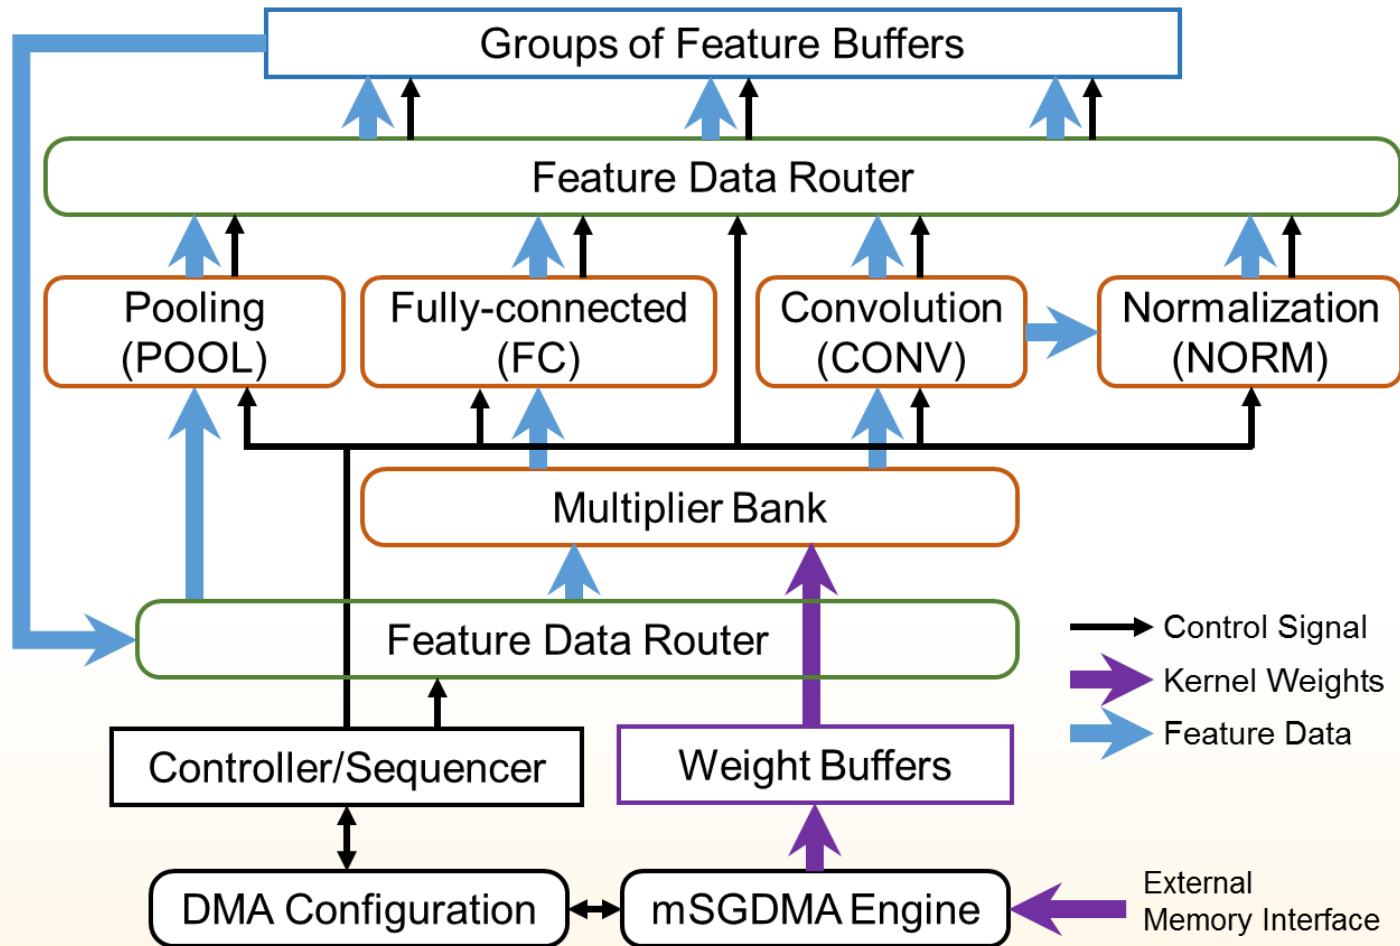 Groups of Feature Buffers
Feature Data Router
Pooling
(POOL)
Fully-connected
(FC)
Convolution
(CONV)
Normalization
(NORM)
Multiplier Bank
Feature Data Router
Control Signal
Kernel Weights
Feature Data
Controller/Sequencer
Weight Buffers
DMA Configuration
mSGDMA Engine
External
Memory Interface